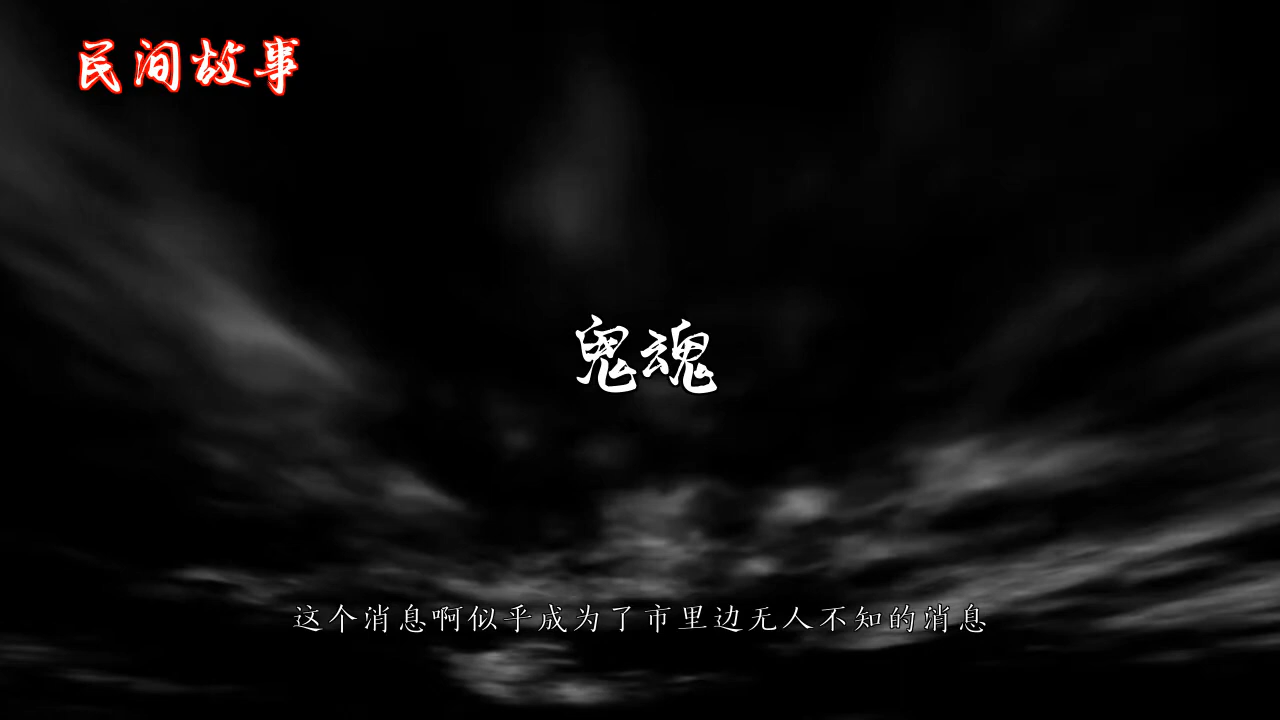 民间故事
鬼魂
这个消息啊似乎成为了市里边无人不知的消息